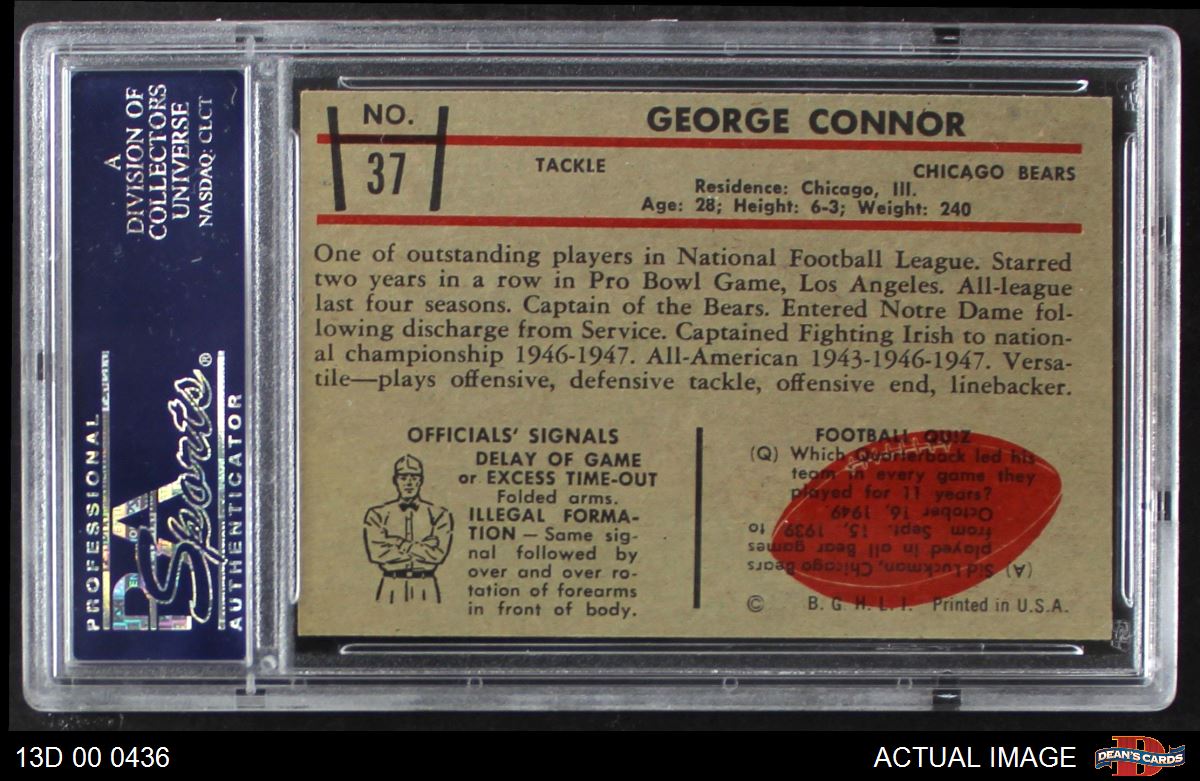 A
DIVISION OF
COLLECTORS
UNIVERSE
NASDAQ: CLCT
PROFESSIONAL
PSA
Sports®
AUTHENTICATOR
NO.
37
GEORGE CONNOR
TACKLE
CHICAGO BEARS
Residence: Chicago, Ill.
Age: 28; Height: 6-3; Weight: 240
One of outstanding players in National Football League. Starred
two years in a row in Pro Bowl Game, Los Angeles. All-league
last four seasons. Captain of the Bears. Entered Notre Dame fol-
lowing discharge from Service. Captained Fighting Irish to nation-
al championship 1946-1947. All-American 1943-1946-1947. Versa-
tile—plays offensive, defensive tackle, offensive end, linebacker.
OFFICIALS' SIGNALS
DELAY OF GAME
or EXCESS TIME-OUT
Folded arms.
ILLEGAL FORMA-
TION — Same sig-
nal followed by
over and over ro-
tation of forearms
in front of body.
FOOTBALL QUIZ
(Q) Which Quarterback led his
team in every game they
played for 11 years?
(A) Sid Luckman, Chicago Bears
played in all Bear games
from Sept. 15, 1939 to
October 16, 1949.
© B. G. H. L. I. Printed in U.S.A.
13D 00 0436
ACTUAL IMAGE
D
DEAN'S CARDS